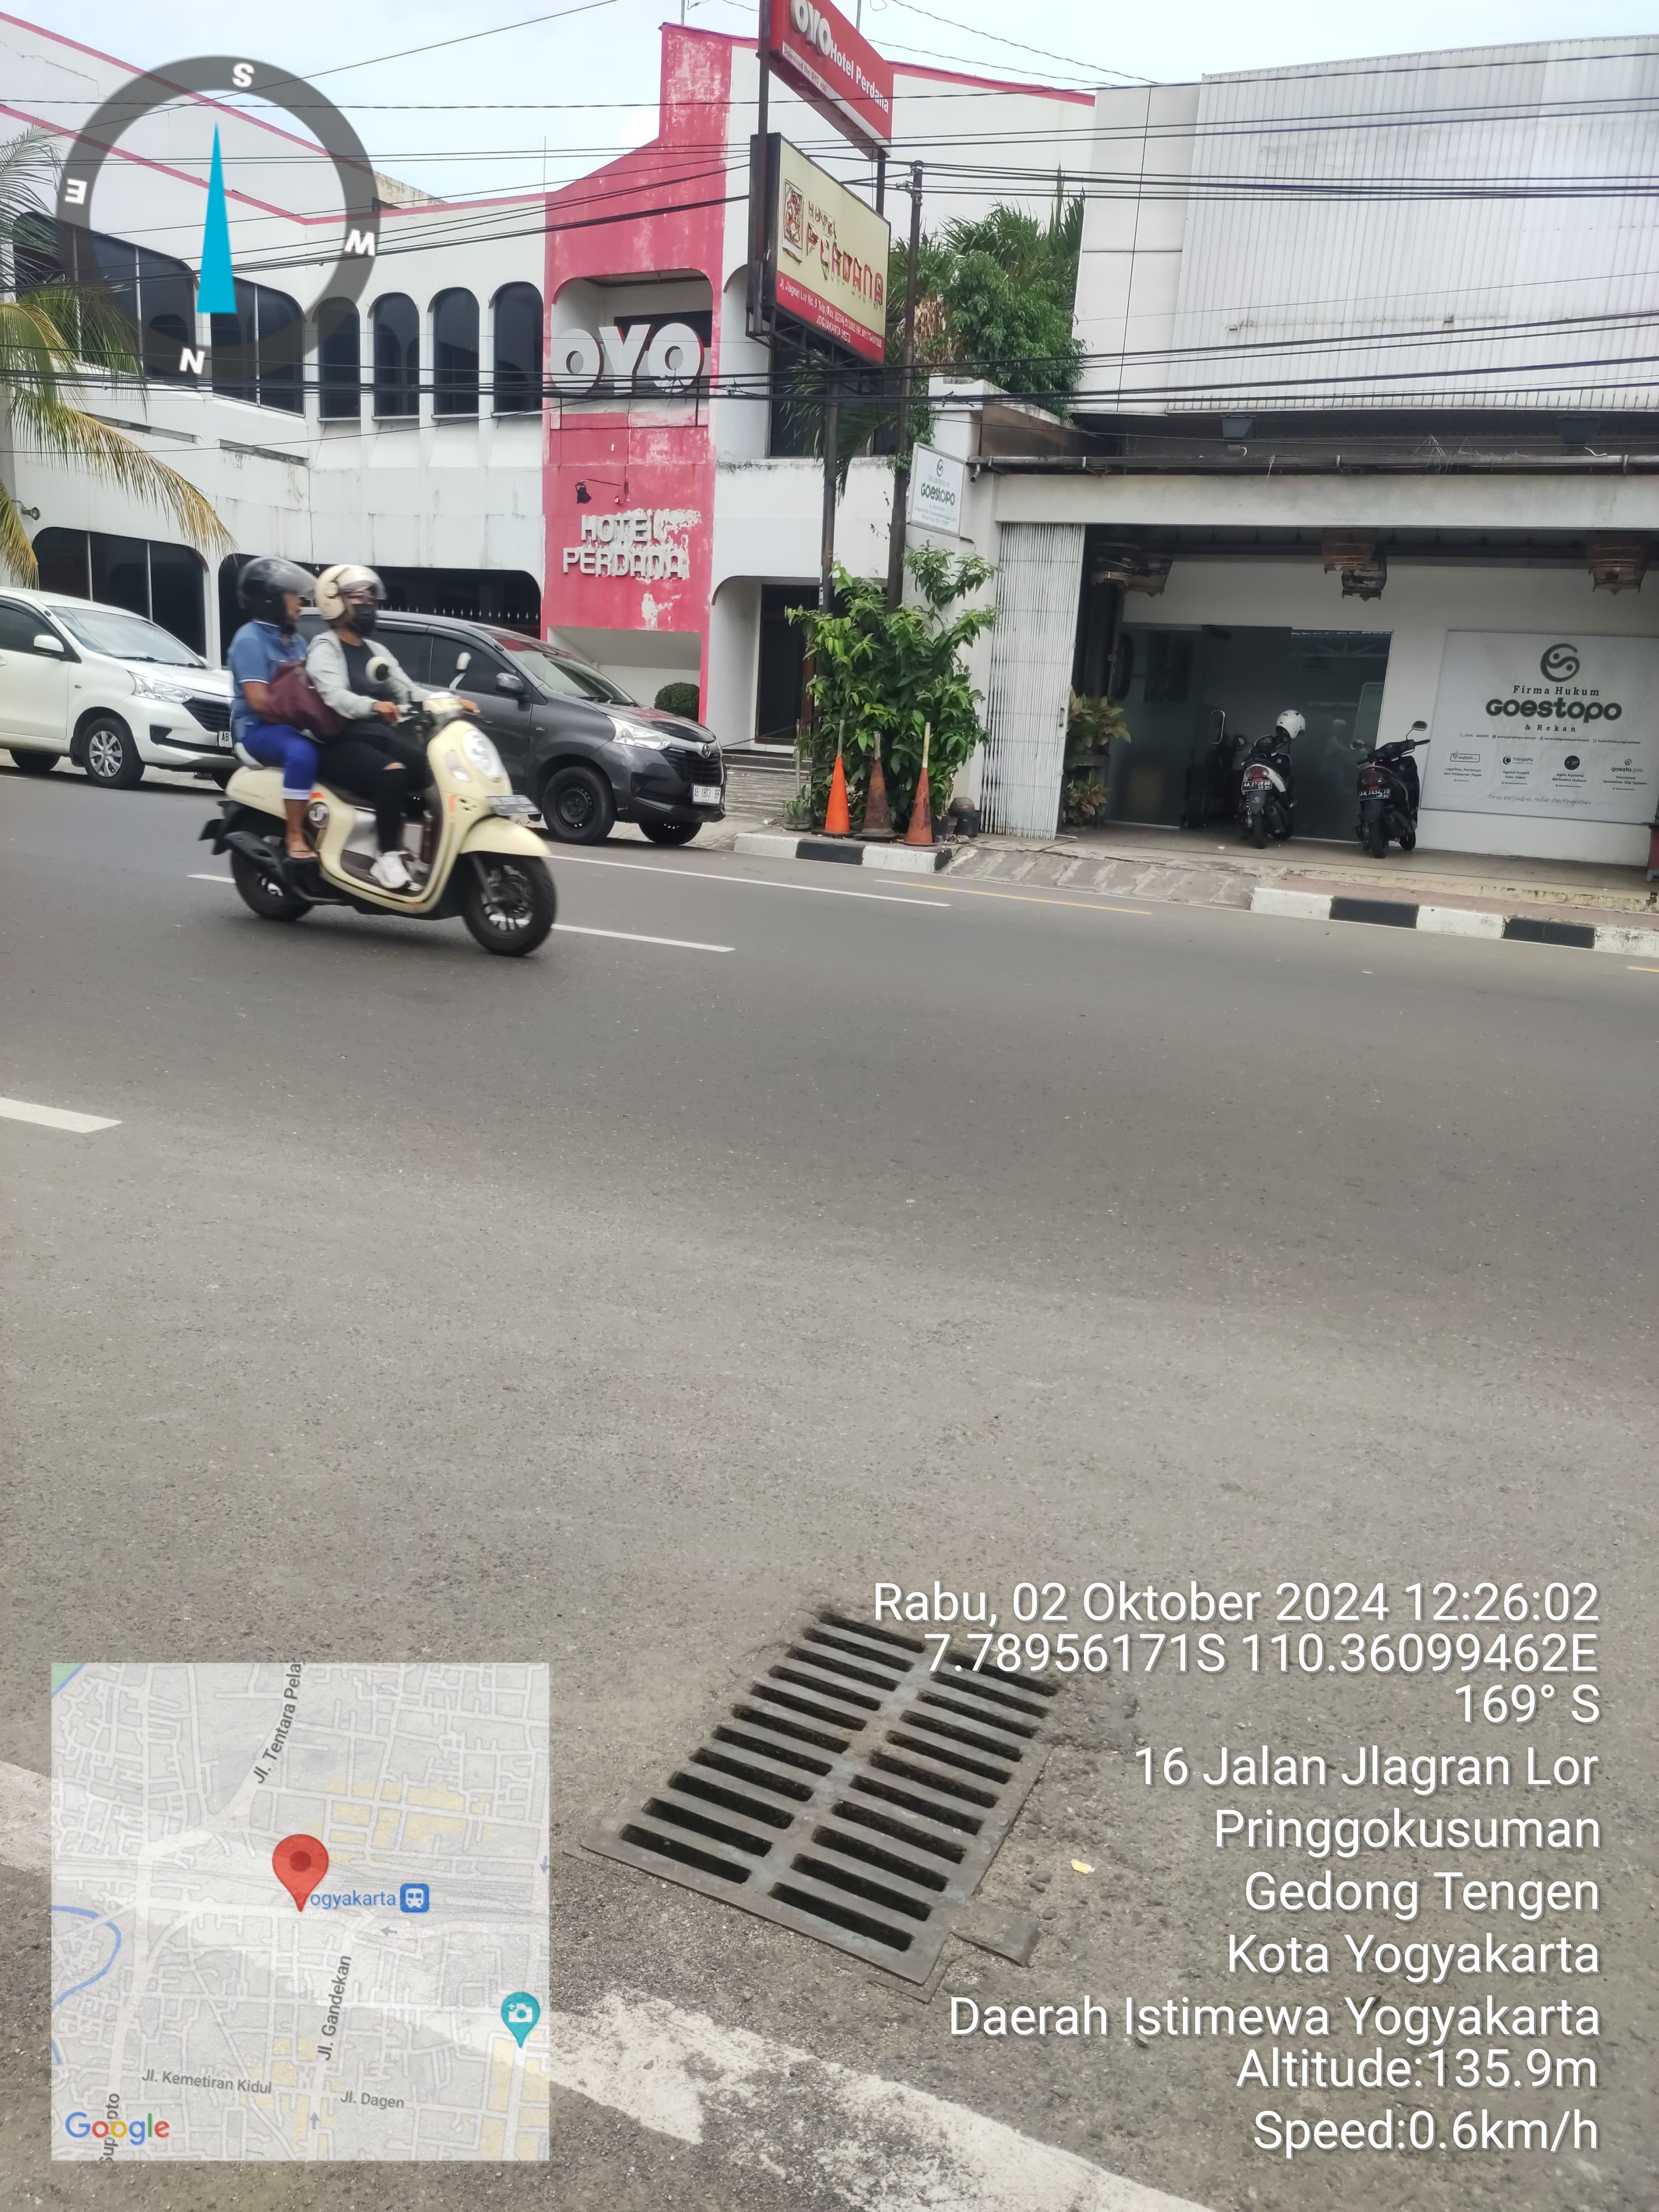 OYO Hotel Perdana
HOTEL
PERDANA
OYO
HOTEL
PERDANA
GOESTOPO
Firma Hukum
GOESTOPO
& Rekan
S
E
W
N
Rabu, 02 Oktober 2024 12:26:02
7.78956171S 110.36099462E
169° S
16 Jalan Jlagran Lor
Pringgokusuman
Gedong Tengen
Kota Yogyakarta
Daerah Istimewa Yogyakarta
Altitude:135.9m
Speed:0.6km/h
Jl. Tentara Pela
ogyakarta
Jl. Gandekan
Jl. Kemetiran Kidul
Jl. Dagen
Google